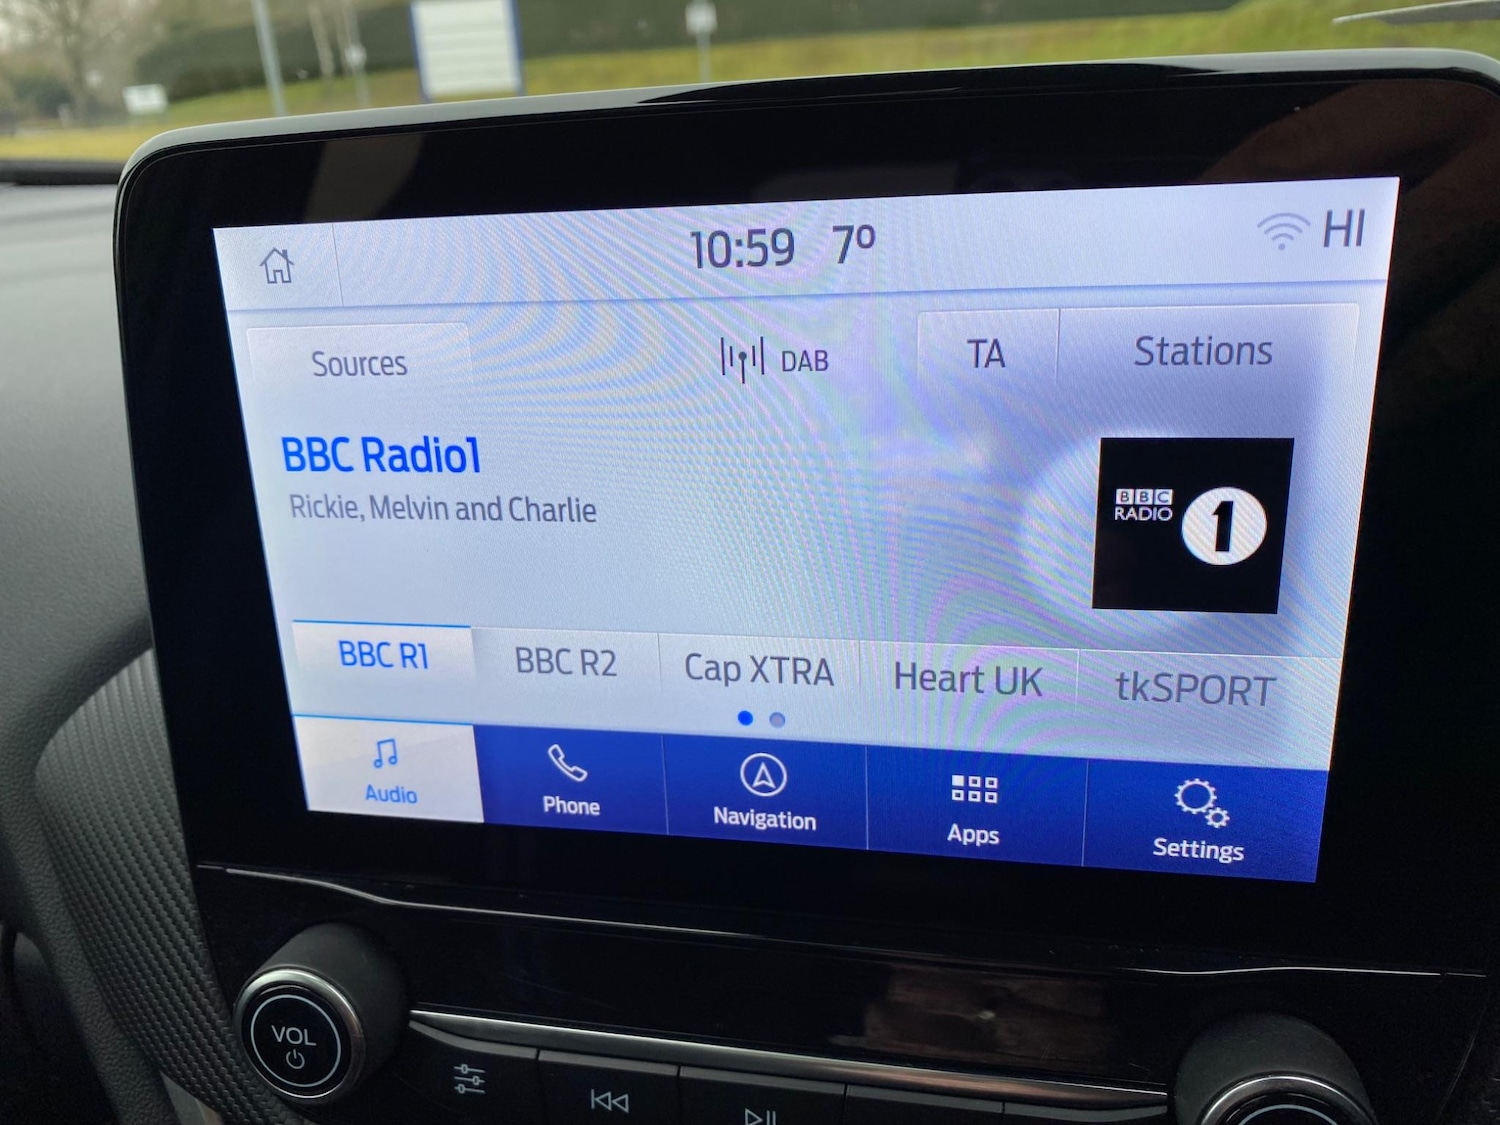 10:59 7° HI
Sources DAB TA Stations
BBC Radio1
Rickie, Melvin and Charlie
BBC
RADIO 1
BBC R1 BBC R2 Cap XTRA Heart UK tkSPORT
Audio Phone Navigation Apps Settings
VOL